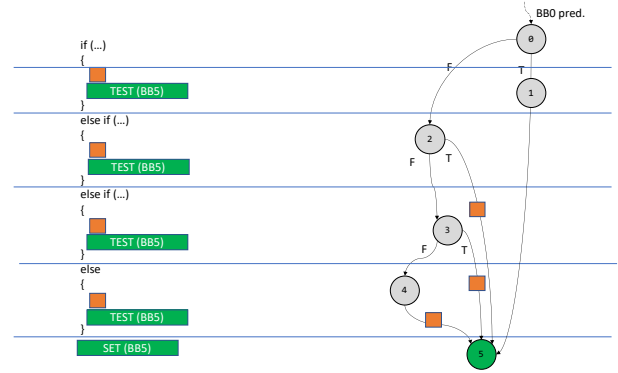 BB0 pred.
if (…)
{
TEST (BB5)
}
else if (…)
{
TEST (BB5)
}
else if (…)
{
TEST (BB5)
}
else
{
TEST (BB5)
}
SET (BB5)
0
F
T
1
2
F
T
3
F
T
4
5